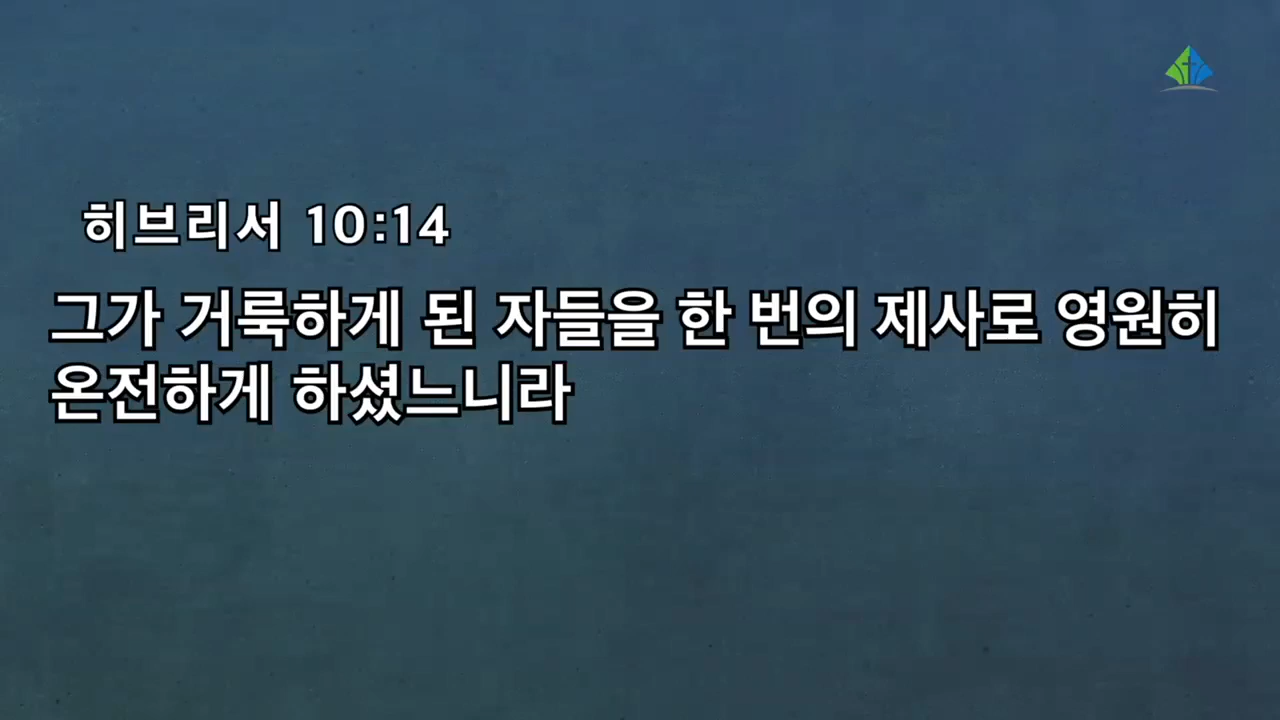 히브리서 10:14
그가 거룩하게 된 자들을 한 번의 제사로 영원히
온전하게 하셨느니라